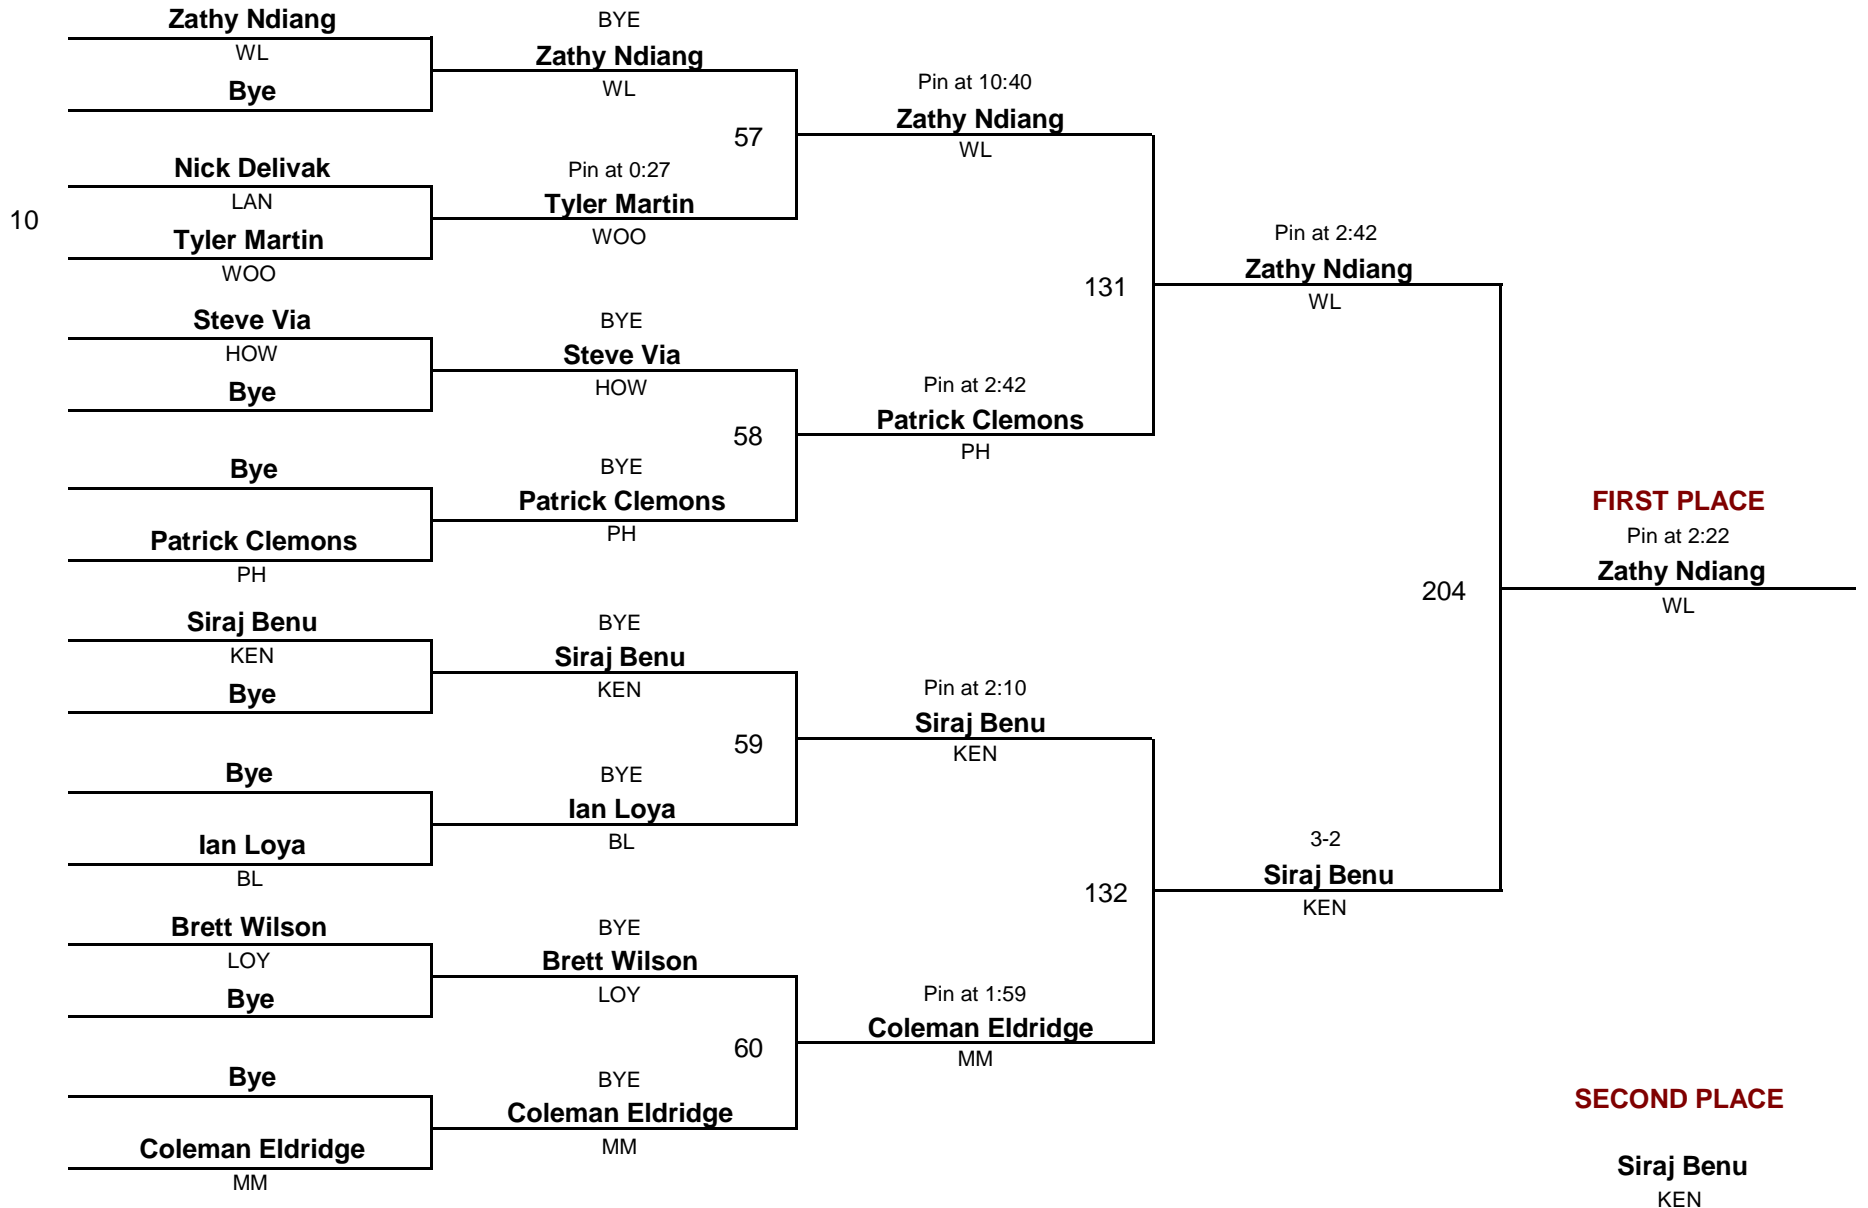 Zathy Ndiang
WL
Bye
10
Nick Delivak
LAN
Tyler Martin
WOO
Steve Via
HOW
Bye
Bye
Patrick Clemons
PH
Siraj Benu
KEN
Bye
Bye
Ian Loya
BL
Brett Wilson
LOY
Bye
Bye
Coleman Eldridge
MM
BYE
Zathy Ndiang
WL
57
Pin at 0:27
Tyler Martin
WOO
BYE
Steve Via
HOW
58
BYE
Patrick Clemons
PH
BYE
Siraj Benu
KEN
59
BYE
Ian Loya
BL
BYE
Brett Wilson
LOY
60
BYE
Coleman Eldridge
MM
Pin at 10:40
Zathy Ndiang
WL
131
Pin at 2:42
Patrick Clemons
PH
Pin at 2:10
Siraj Benu
KEN
132
Pin at 1:59
Coleman Eldridge
MM
Pin at 2:42
Zathy Ndiang
WL
204
3-2
Siraj Benu
KEN
FIRST PLACE
Pin at 2:22
Zathy Ndiang
WL
SECOND PLACE
Siraj Benu
KEN